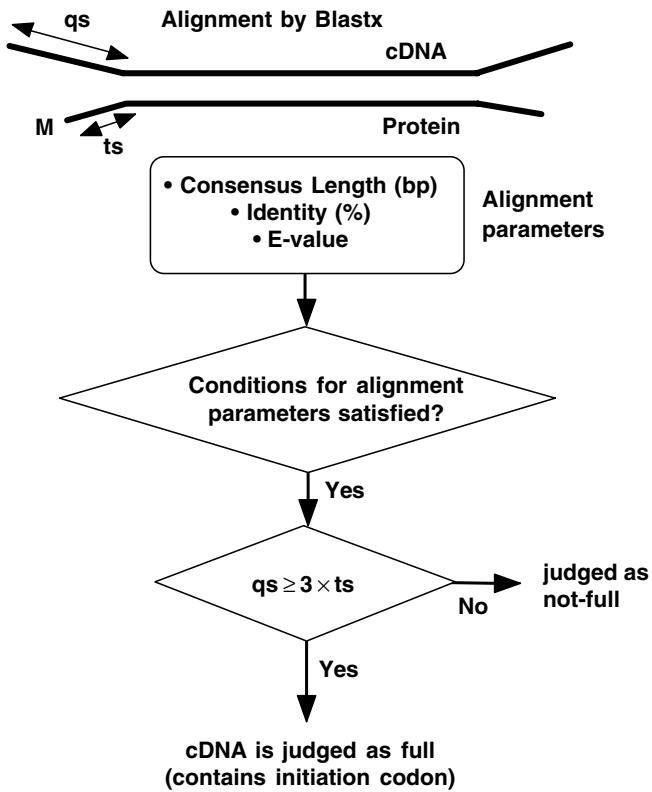 qs
Alignment by Blastx
cDNA
M
ts
Protein
• Consensus Length (bp)
• Identity (%)
• E-value
Alignment
parameters
Conditions for alignment
parameters satisfied?
Yes
qs ≥ 3 × ts
No
judged as
not-full
Yes
cDNA is judged as full
(contains initiation codon)